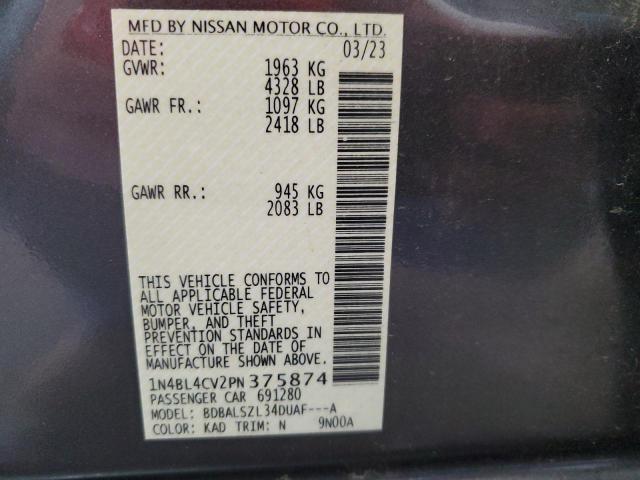 MFD BY NISSAN MOTOR CO., LTD.
DATE: 03/23
GVWR: 1963 KG
4328 LB
GAWR FR.: 1097 KG
2418 LB
GAWR RR.: 945 KG
2083 LB
THIS VEHICLE CONFORMS TO
ALL APPLICABLE FEDERAL
MOTOR VEHICLE SAFETY,
BUMPER, AND THEFT
PREVENTION STANDARDS IN
EFFECT ON THE DATE OF
MANUFACTURE SHOWN ABOVE.
1N4BL4CV2PN375874
PASSENGER CAR 691280
MODEL: BDBALSZL34DUAF---A
COLOR: KAD TRIM: N 9N00A